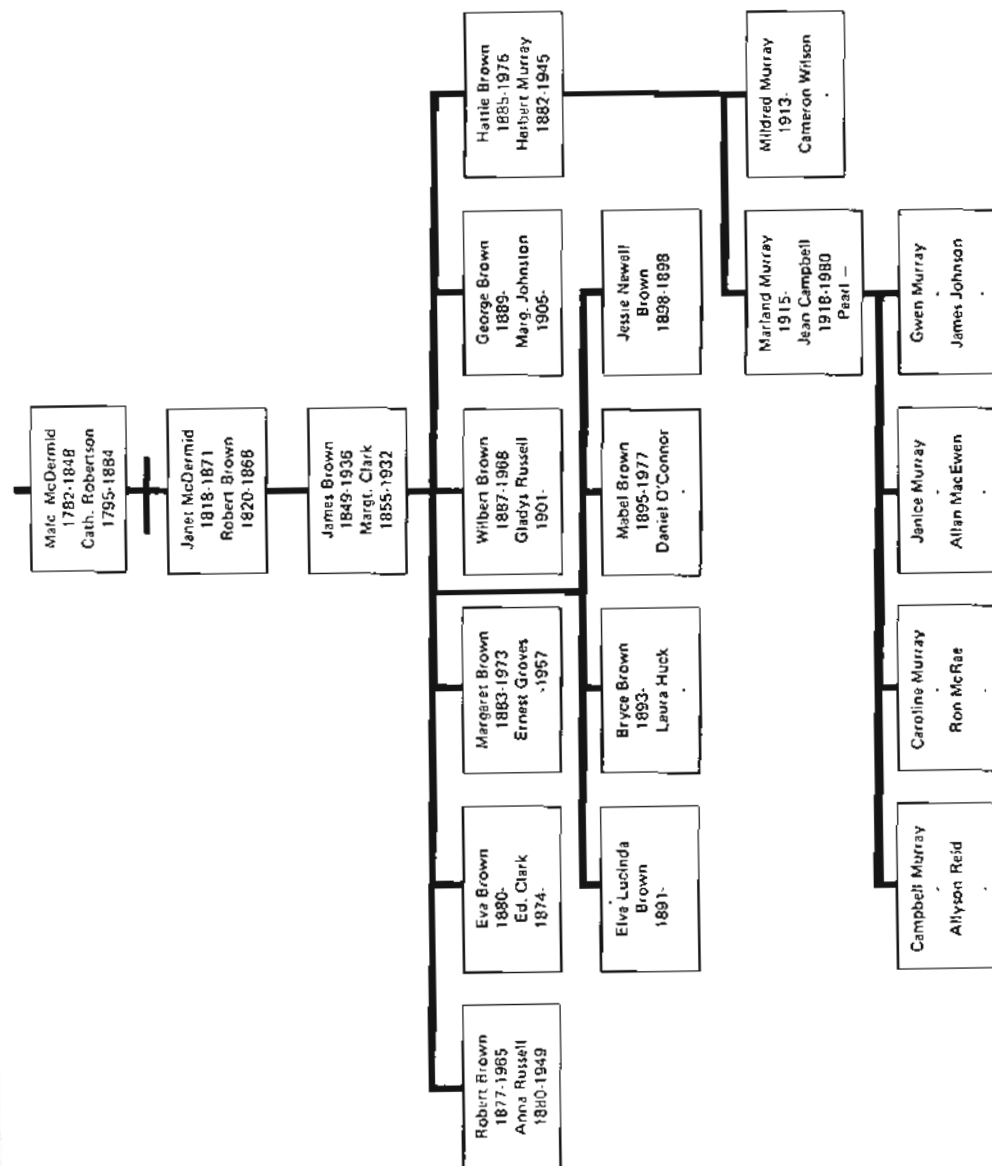 Malc McDermid
1782-1848
Cath. Robertson
1795-1884
Janet McDermid
1818-1871
Robert Brown
1820-1868
James Brown
1849-1936
Margt. Clark
1855-1932
Robert Brown
1877-1965
Anna Russell
1880-1949
Eva Brown
1880-
Ed. Clark
1874-
Margaret Brown
1883-1973
Ernest Groves
-1957
Wilbert Brown
1887-1968
Gladys Russell
1901-
George Brown
1889-
Marg. Johnston
1905-
Hattie Brown
1885-1975
Herbert Murray
1882-1945
Elva Lucinda
Brown
1891-
Bryce Brown
1893-
Laura Huck
Mabel Brown
1895-1977
Daniel O'Connor
Jessie Newell
Brown
1898-1898
Marland Murray
1915-
Jean Campbell
1918-1980
Pearl —
Mildred Murray
1913-
Cameron Wilson
Campbell Murray
Allyson Reid
Caroline Murray
Ron McRae
Janice Murray
Allan MacEwen
Gwen Murray
James Johnson